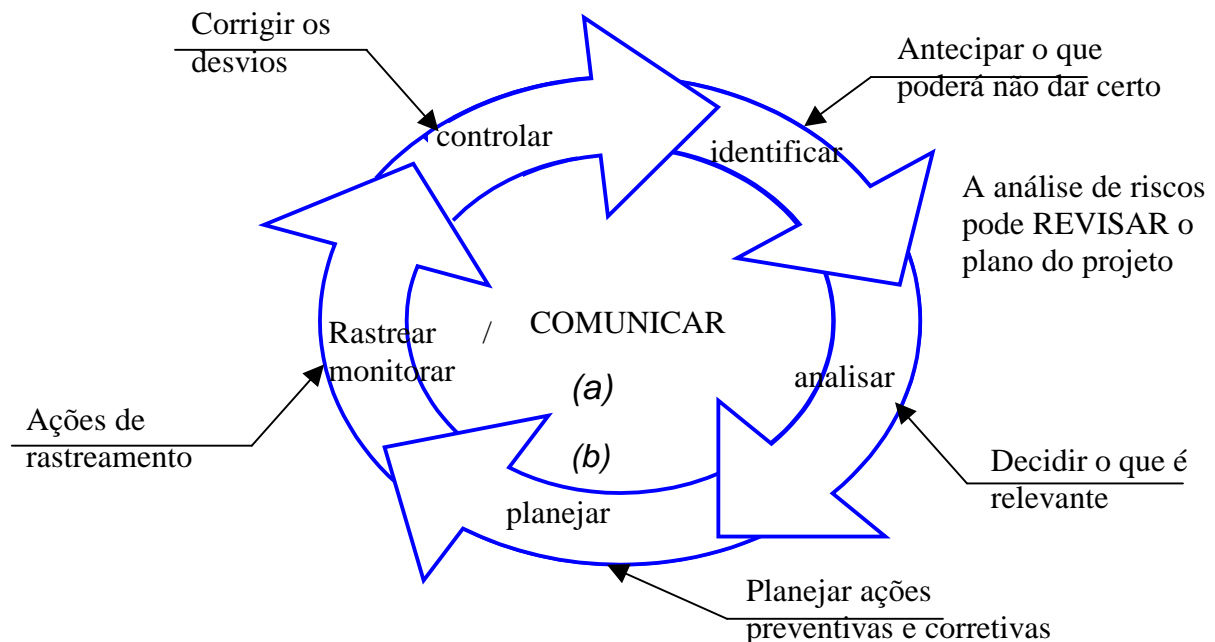 Corrigir os
desvios
Antecipar o que
poderá não dar certo
controlar
identificar
A análise de riscos
pode REVISAR o
plano do projeto
Rastrear /
monitorar
COMUNICAR
(a)
(b)
analisar
Ações de
rastreamento
Decidir o que é
relevante
planejar
Planejar ações
preventivas e corretivas